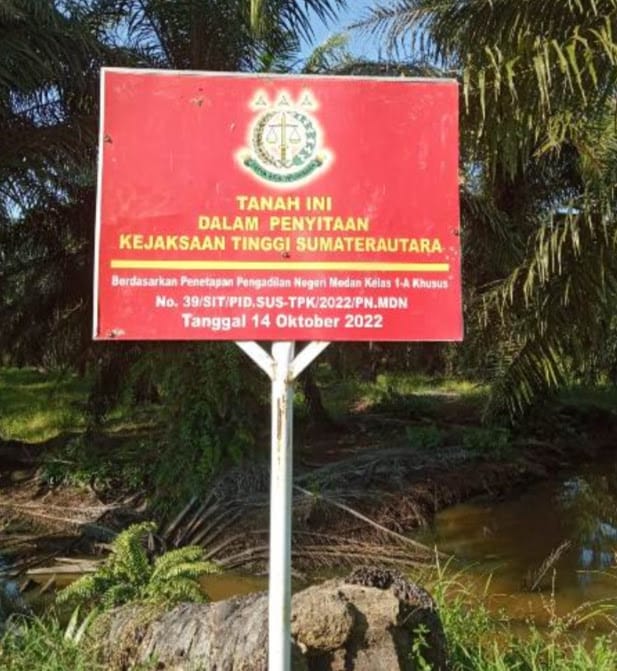 TANAH INI
DALAM PENYITAAN
KEJAKSAAN TINGGI SUMATERAUTARA
Berdasarkan Penetapan Pengadilan Negeri Medan Kelas 1-A Khusus
No. 39/SIT/PID.SUS-TPK/2022/PN.MDN
Tanggal 14 Oktober 2022